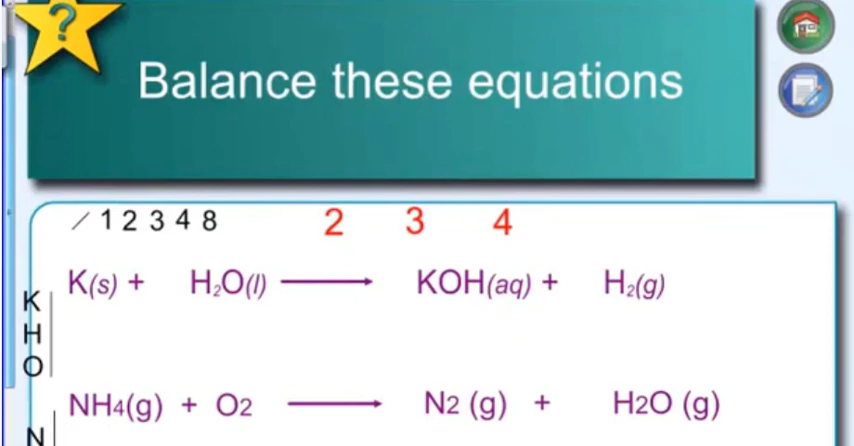 ?
Balance these equations
/ 1 2 3 4 8 2 3 4
K(s) + H₂O(l) ⟶ KOH(aq) + H₂(g)
K
H
O
NH4(g) + O2 ⟶ N2 (g) + H2O (g)
N